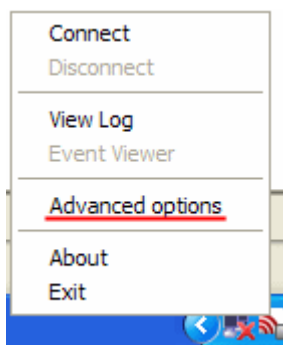 Connect
Disconnect
View Log
Event Viewer
Advanced options
About
Exit